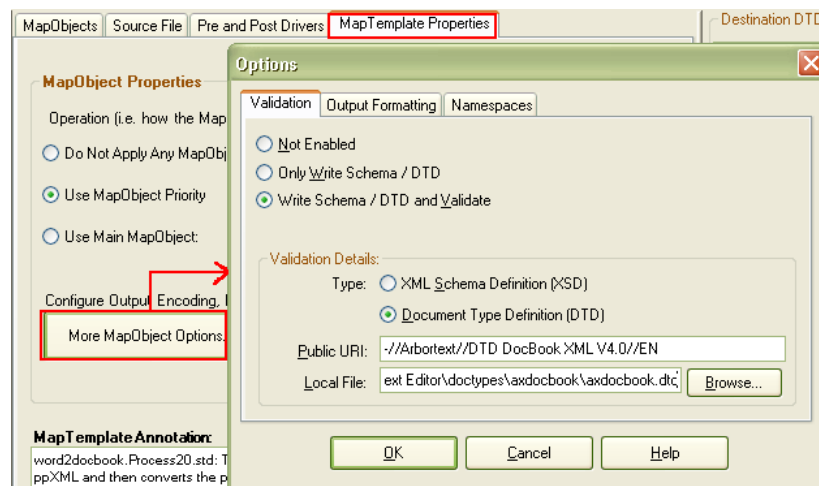 MapObjects Source File Pre and Post Drivers MapTemplate Properties
Destination DTD
MapObject Properties
Operation (i.e. how the Map
Do Not Apply Any MapObj
Use MapObject Priority
Use Main MapObject:
Configure Output Encoding,
More MapObject Options.
MapTemplate Annotation:
word2docbook.Process20.std: T
ppXML and then converts the p
Options
Validation Output Formatting Namespaces
Not Enabled
Only Write Schema / DTD
Write Schema / DTD and Validate
Validation Details:
Type: XML Schema Definition (XSD)
Document Type Definition (DTD)
Public URI: -//Arbortext//DTD DocBook XML V4.0//EN
Local File: ext Editor\doctypes\axdocbook\axdocbook.dtd Browse...
OK Cancel Help